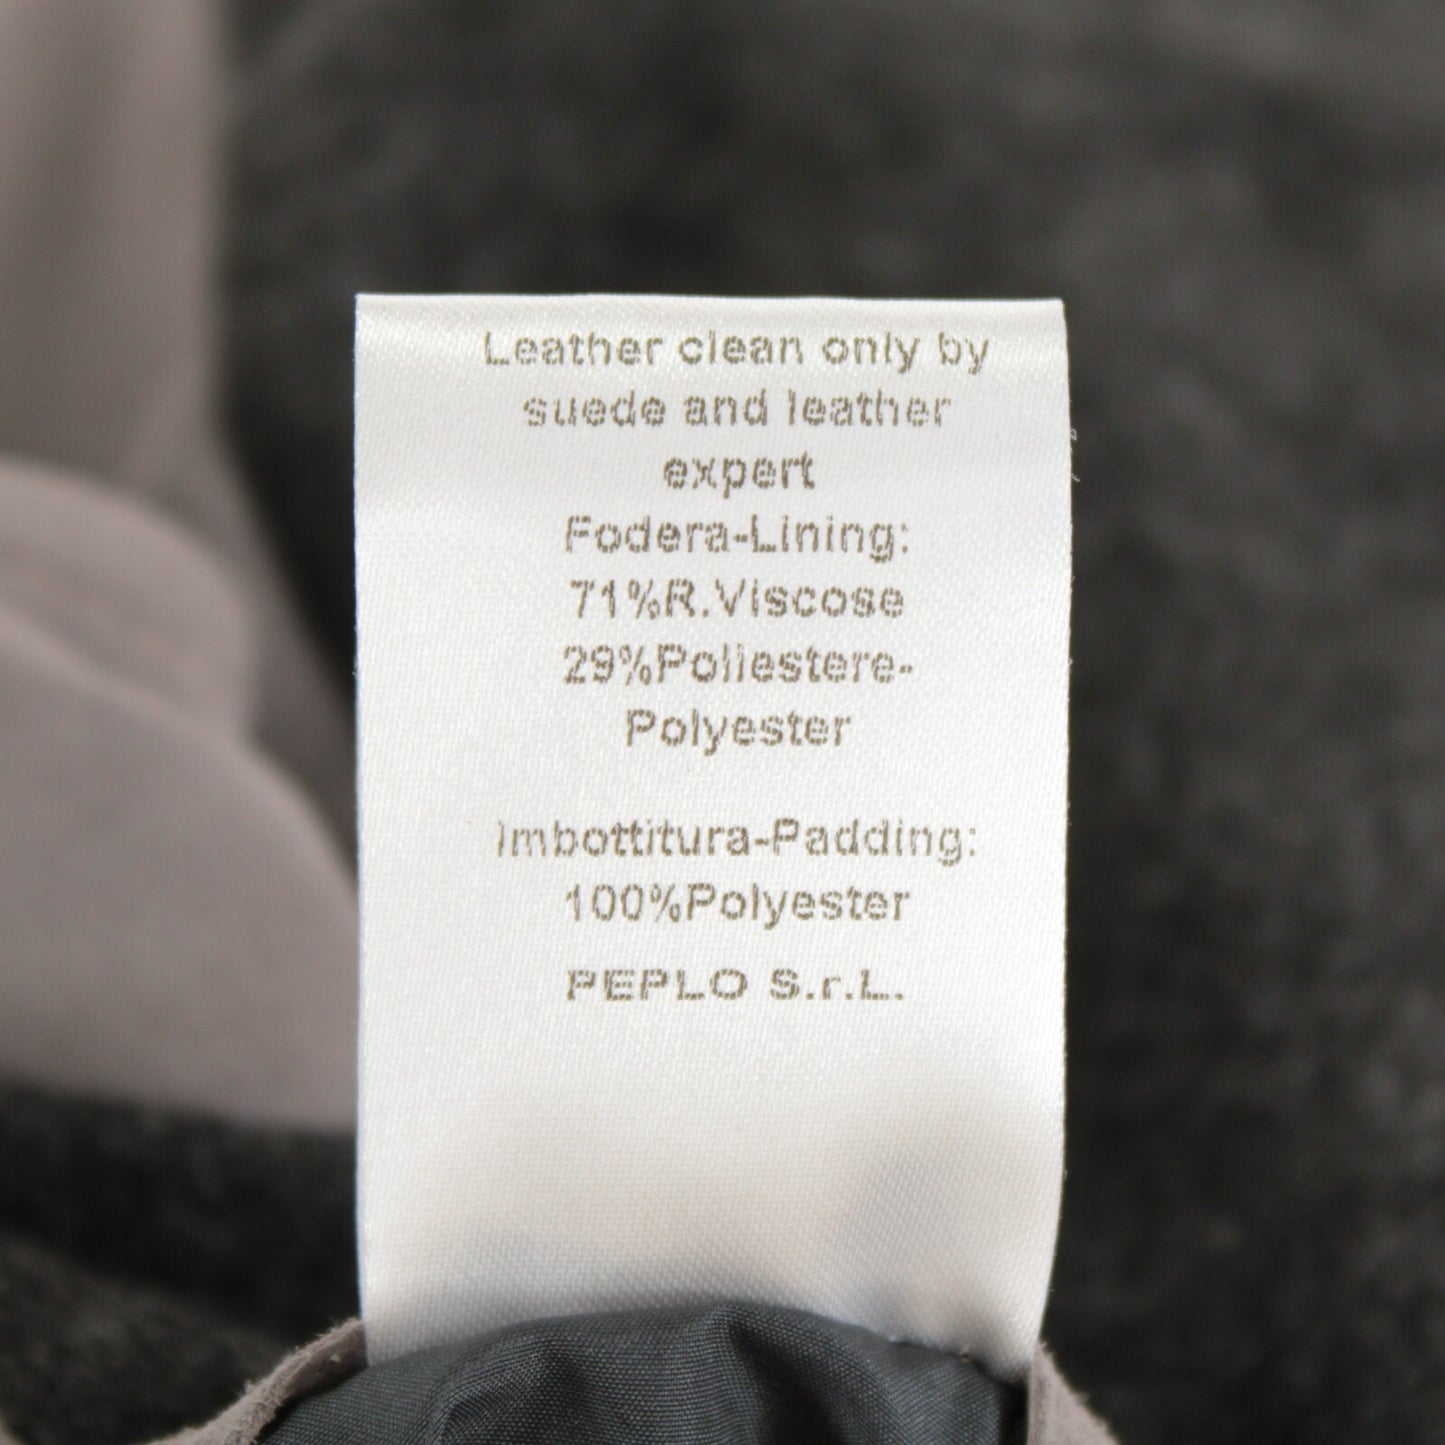 Leather clean only by
suede and leather
expert
Fodera-Lining:
71%R.Viscose
29%Poliestere-
Polyester
Imbottitura-Padding:
100%Polyester
PEPLO S.r.L.